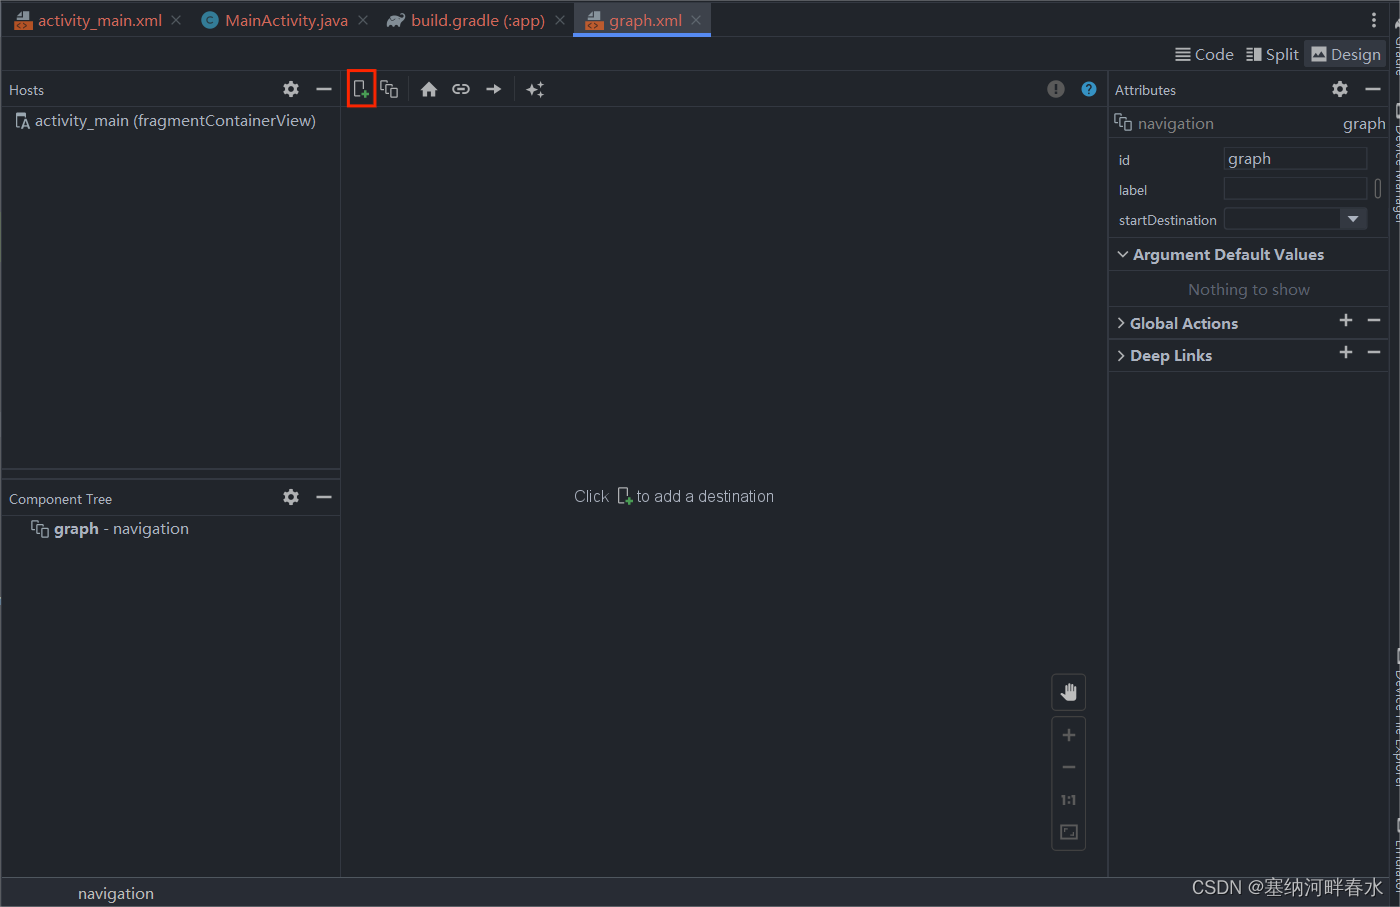 activity_main.xml
MainActivity.java
build.gradle (:app)
graph.xml
Code
Split
Design
Hosts
Attributes
activity_main (fragmentContainerView)
navigation
graph
id
graph
label
startDestination
Argument Default Values
Nothing to show
Global Actions
Deep Links
Click to add a destination
Component Tree
graph - navigation
1:1
navigation
CSDN @塞纳河畔春水